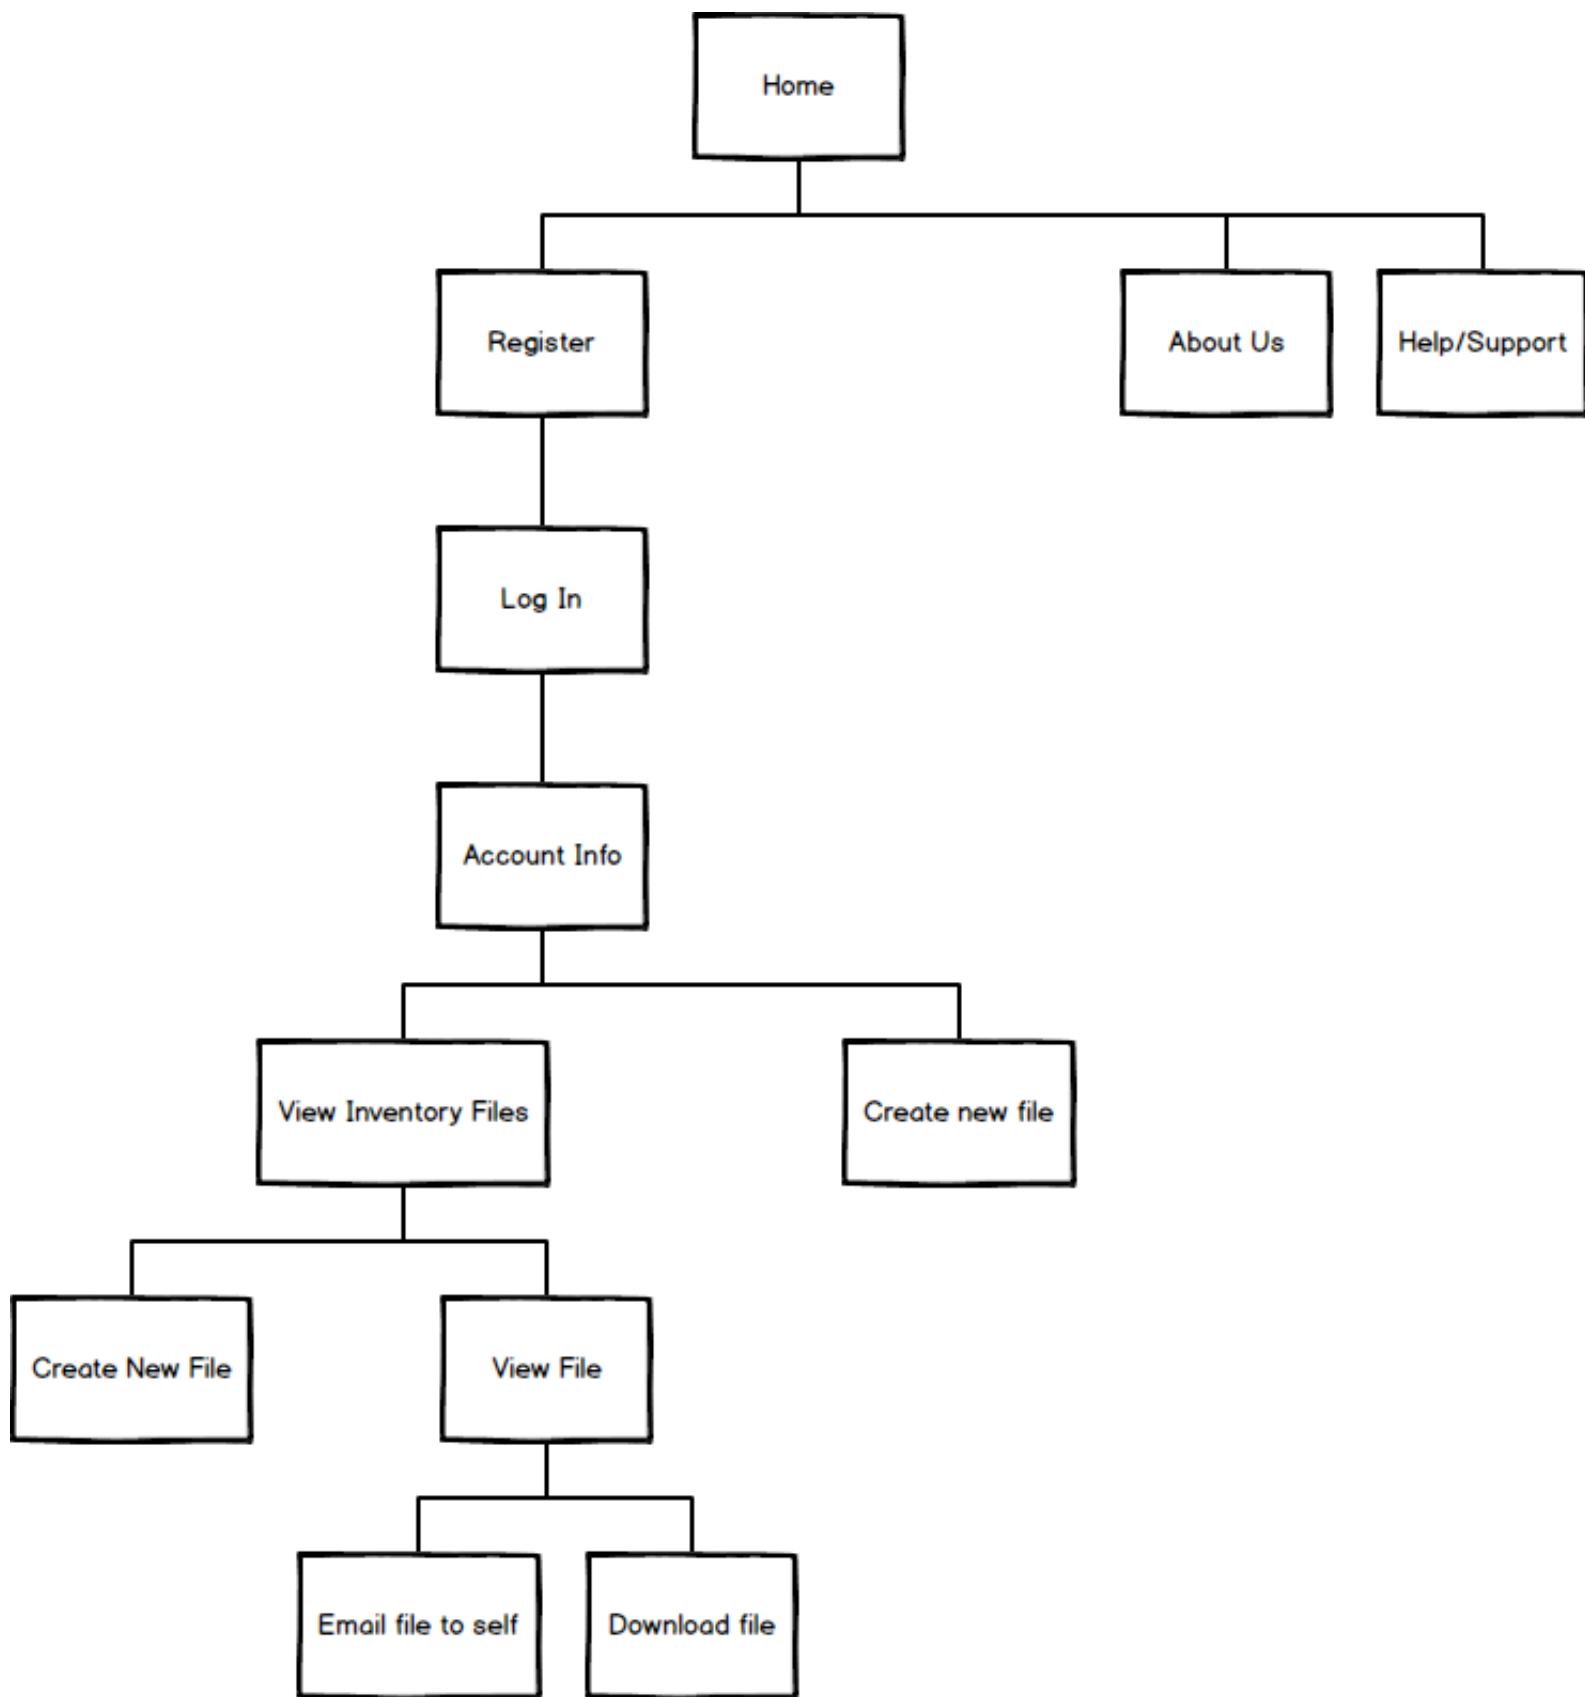 Home
Register
About Us
Help/Support
Log In
Account Info
View Inventory Files
Create new file
Create New File
View File
Email file to self
Download file